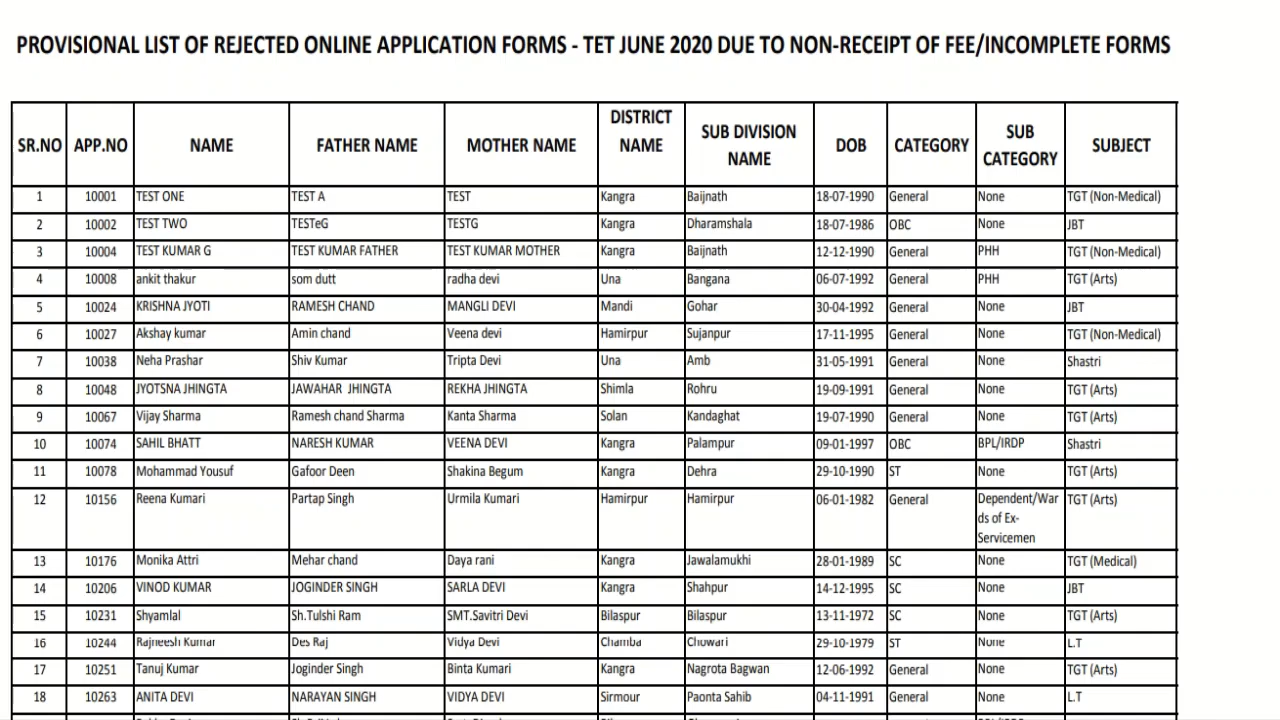 PROVISIONAL LIST OF REJECTED ONLINE APPLICATION FORMS - TET JUNE 2020 DUE TO NON-RECEIPT OF FEE/INCOMPLETE FORMS
SR.NO APP.NO NAME FATHER NAME MOTHER NAME DISTRICT NAME SUB DIVISION NAME DOB CATEGORY SUB CATEGORY SUBJECT
1 10001 TEST ONE TEST A TEST Kangra Baijnath 18-07-1990 General None TGT (Non-Medical)
2 10002 TEST TWO TESTeG TESTG Kangra Dharamshala 18-07-1986 OBC None JBT
3 10004 TEST KUMAR G TEST KUMAR FATHER TEST KUMAR MOTHER Kangra Baijnath 12-12-1990 General PHH TGT (Non-Medical)
4 10008 ankit thakur som dutt radha devi Una Bangana 06-07-1992 General PHH TGT (Arts)
5 10024 KRISHNA JYOTI RAMESH CHAND MANGLI DEVI Mandi Gohar 30-04-1992 General None JBT
6 10027 Akshay kumar Amin chand Veena devi Hamirpur Sujanpur 17-11-1995 General None TGT (Non-Medical)
7 10038 Neha Prashar Shiv Kumar Tripta Devi Una Amb 31-05-1991 General None Shastri
8 10048 JYOTSNA JHINGTA JAWAHAR JHINGTA REKHA JHINGTA Shimla Rohru 19-09-1991 General None TGT (Arts)
9 10067 Vijay Sharma Ramesh chand Sharma Kanta Sharma Solan Kandaghat 19-07-1990 General None TGT (Arts)
10 10074 SAHIL BHATT NARESH KUMAR VEENA DEVI Kangra Palampur 09-01-1997 OBC BPL/IRDP Shastri
11 10078 Mohammad Yousuf Gafoor Deen Shakina Begum Kangra Dehra 29-10-1990 ST None TGT (Arts)
12 10156 Reena Kumari Partap Singh Urmila Kumari Hamirpur Hamirpur 06-01-1982 General Dependent/War TGT (Arts)
ds of Ex-
Servicemen
13 10176 Monika Attri Mehar chand Daya rani Kangra Jawalamukhi 28-01-1989 SC None TGT (Medical)
14 10206 VINOD KUMAR JOGINDER SINGH SARLA DEVI Kangra Shahpur 14-12-1995 SC None JBT
15 10231 Shyamlal Sh.Tulshi Ram SMT.Savitri Devi Bilaspur Bilaspur 13-11-1972 SC None TGT (Arts)
16 10244 Rajneesh Kumar Des Raj Vidya Devi Chamba Chowari 29-10-1979 ST None L.T
17 10251 Tanuj Kumar Joginder Singh Binta Kumari Kangra Nagrota Bagwan 12-06-1992 General None TGT (Arts)
18 10263 ANITA DEVI NARAYAN SINGH VIDYA DEVI Sirmour Paonta Sahib 04-11-1991 General None L.T